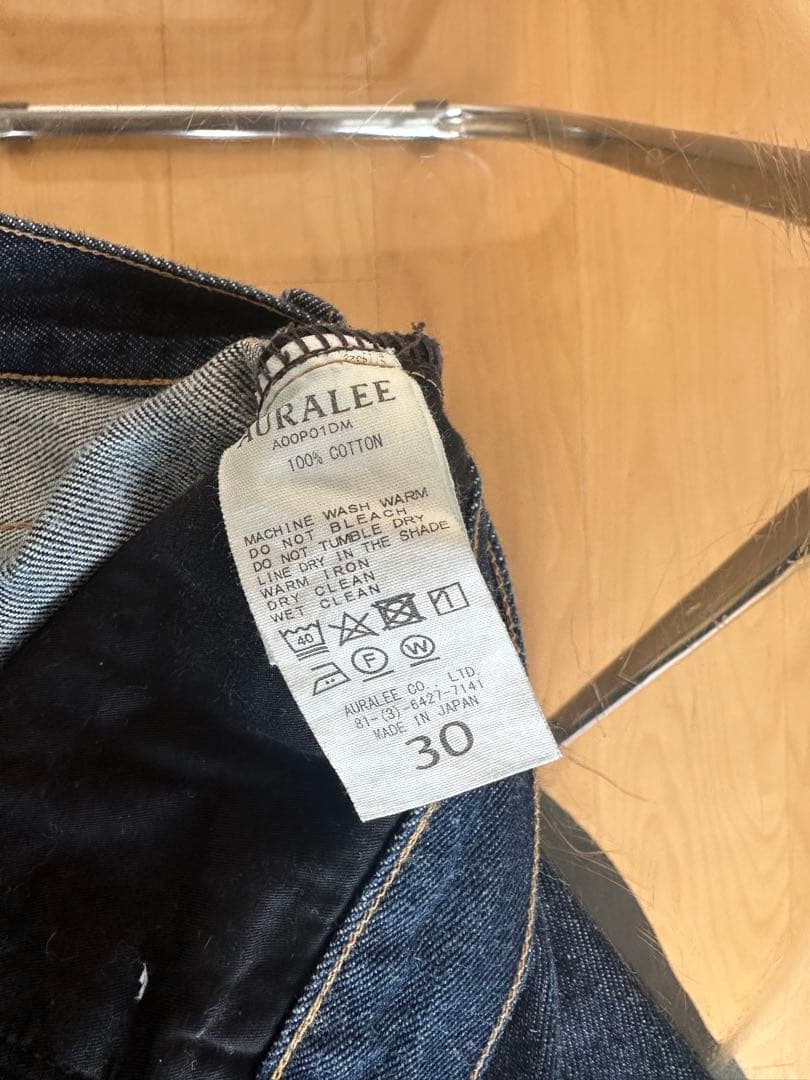 AURALEE
A00P01DM
100% COTTON
MACHINE WASH WARM
DO NOT BLEACH
DO NOT TUMBLE DRY
LINE DRY IN THE SHADE
WARM IRON
DRY CLEAN
WET CLEAN
40
F W
AURALEE CO., LTD.
81-(3)-6427-7141
MADE IN JAPAN
30